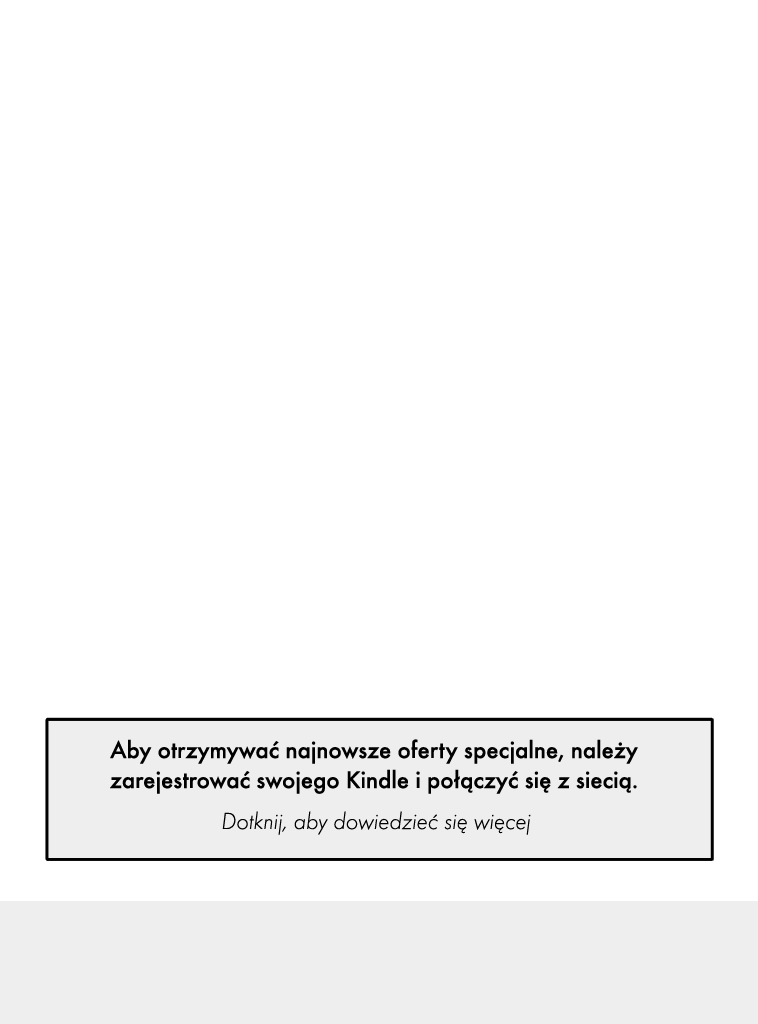 Aby otrzymywać najnowsze oferty specjalne, należy
zarejestrować swojego Kindle i połączyć się z siecią.
Dotknij, aby dowiedzieć się więcej